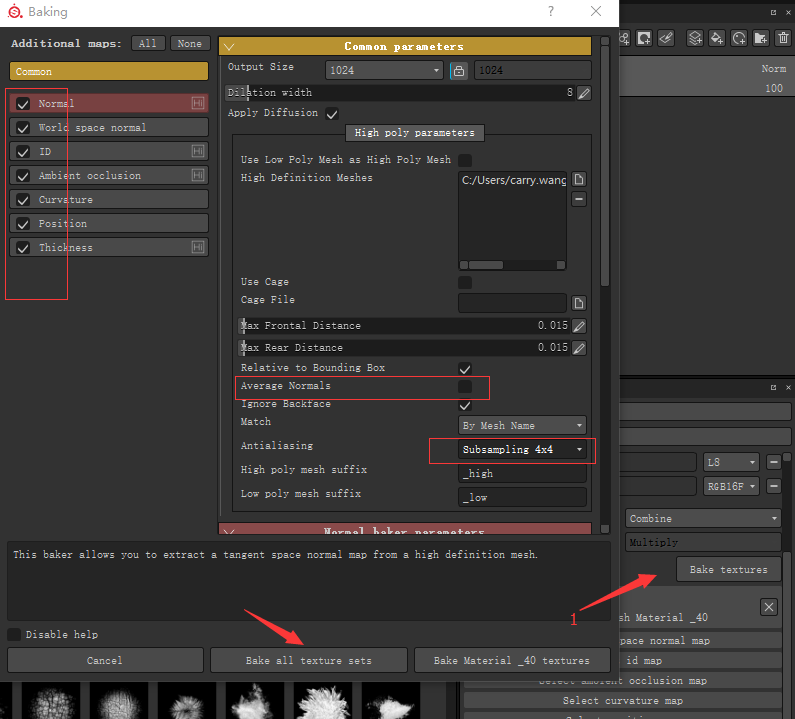 Baking
?
Additional maps: All None
Common
Normal Hi
World space normal
ID Hi
Ambient occlusion Hi
Curvature
Position
Thickness Hi
Common parameters
Output Size 1024 1024
Dilation width 8
Apply Diffusion
High poly parameters
Use Low Poly Mesh as High Poly Mesh
High Definition Meshes C:/Users/carry.wang
Use Cage
Cage File
Max Frontal Distance 0.015
Max Rear Distance 0.015
Relative to Bounding Box
Average Normals
Ignore Backface
Match By Mesh Name
Antialiasing Subsampling 4x4
High poly mesh suffix _high
Low poly mesh suffix _low
Normal baker parameters
This baker allows you to extract a tangent space normal map from a high definition mesh.
Disable help
Cancel Bake all texture sets Bake Material _40 textures
Norm
100
L8
RGB16F
Combine
Multiply
Bake textures
1
sh Material _40
space normal map
id map
Select ambient occlusion map
Select curvature map